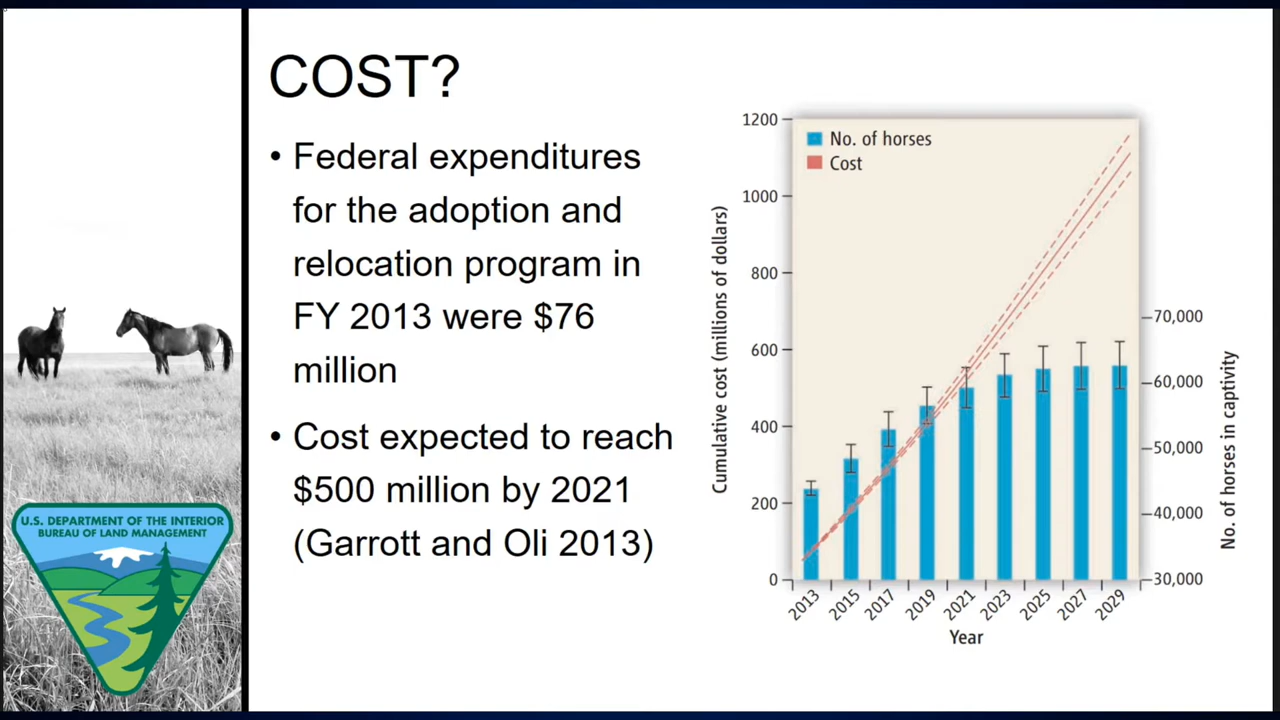 COST?
• Federal expenditures
for the adoption and
relocation program in
FY 2013 were $76
million
• Cost expected to reach
$500 million by 2021
(Garrott and Oli 2013)
U.S. DEPARTMENT OF THE INTERIOR
BUREAU OF LAND MANAGEMENT
No. of horses
Cost
Cumulative cost (millions of dollars)
1200
1000
800
600
400
200
0
70,000
60,000
50,000
40,000
30,000
No. of horses in captivity
2013
2015
2017
2019
2021
2023
2025
2027
2029
Year